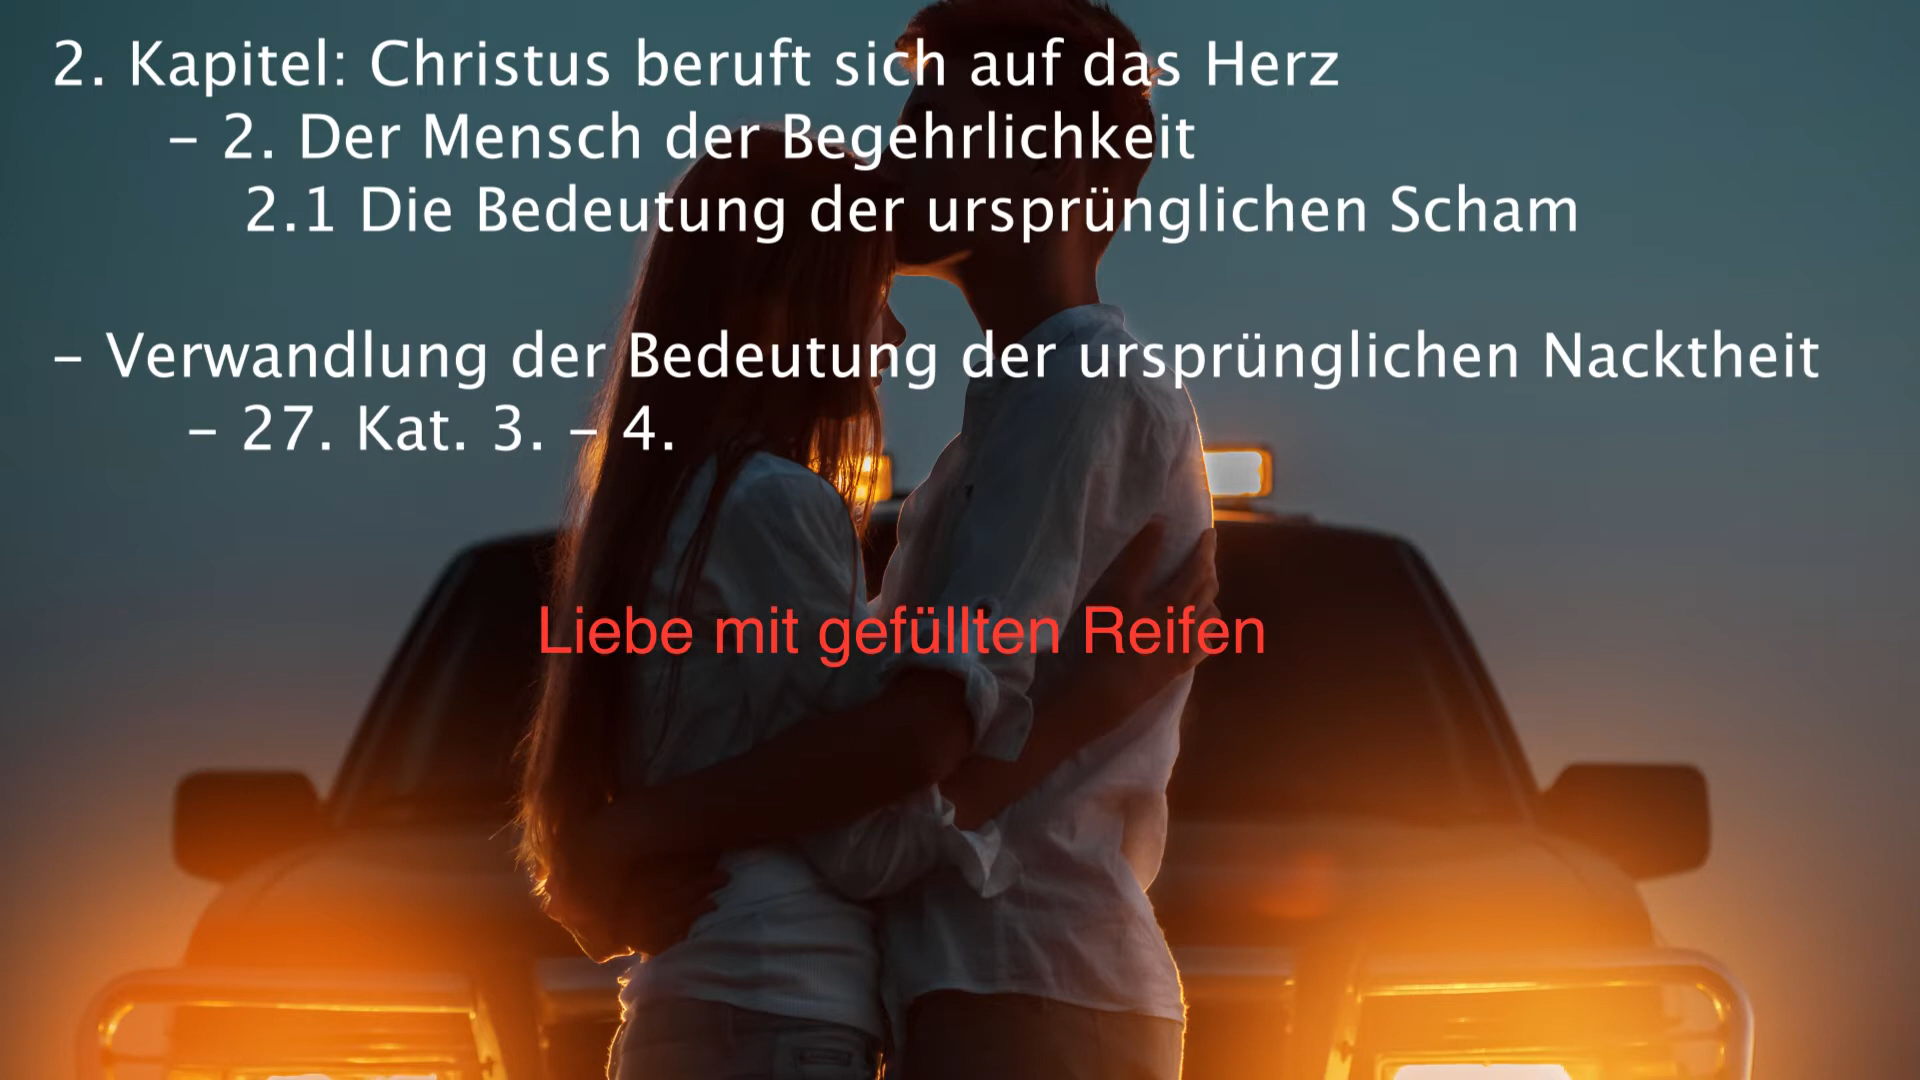 2. Kapitel: Christus beruft sich auf das Herz
– 2. Der Mensch der Begehrlichkeit
2.1 Die Bedeutung der ursprünglichen Scham
– Verwandlung der Bedeutung der ursprünglichen Nacktheit
– 27. Kat. 3. – 4.
Liebe mit gefüllten Reifen